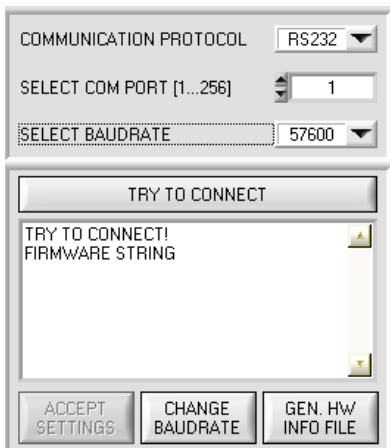 COMMUNICATION PROTOCOL RS232
SELECT COM PORT [1...256] 1
SELECT BAUDRATE 57600
TRY TO CONNECT
TRY TO CONNECT!
FIRMWARE STRING
ACCEPT SETTINGS
CHANGE BAUDRATE
GEN. HW INFO FILE